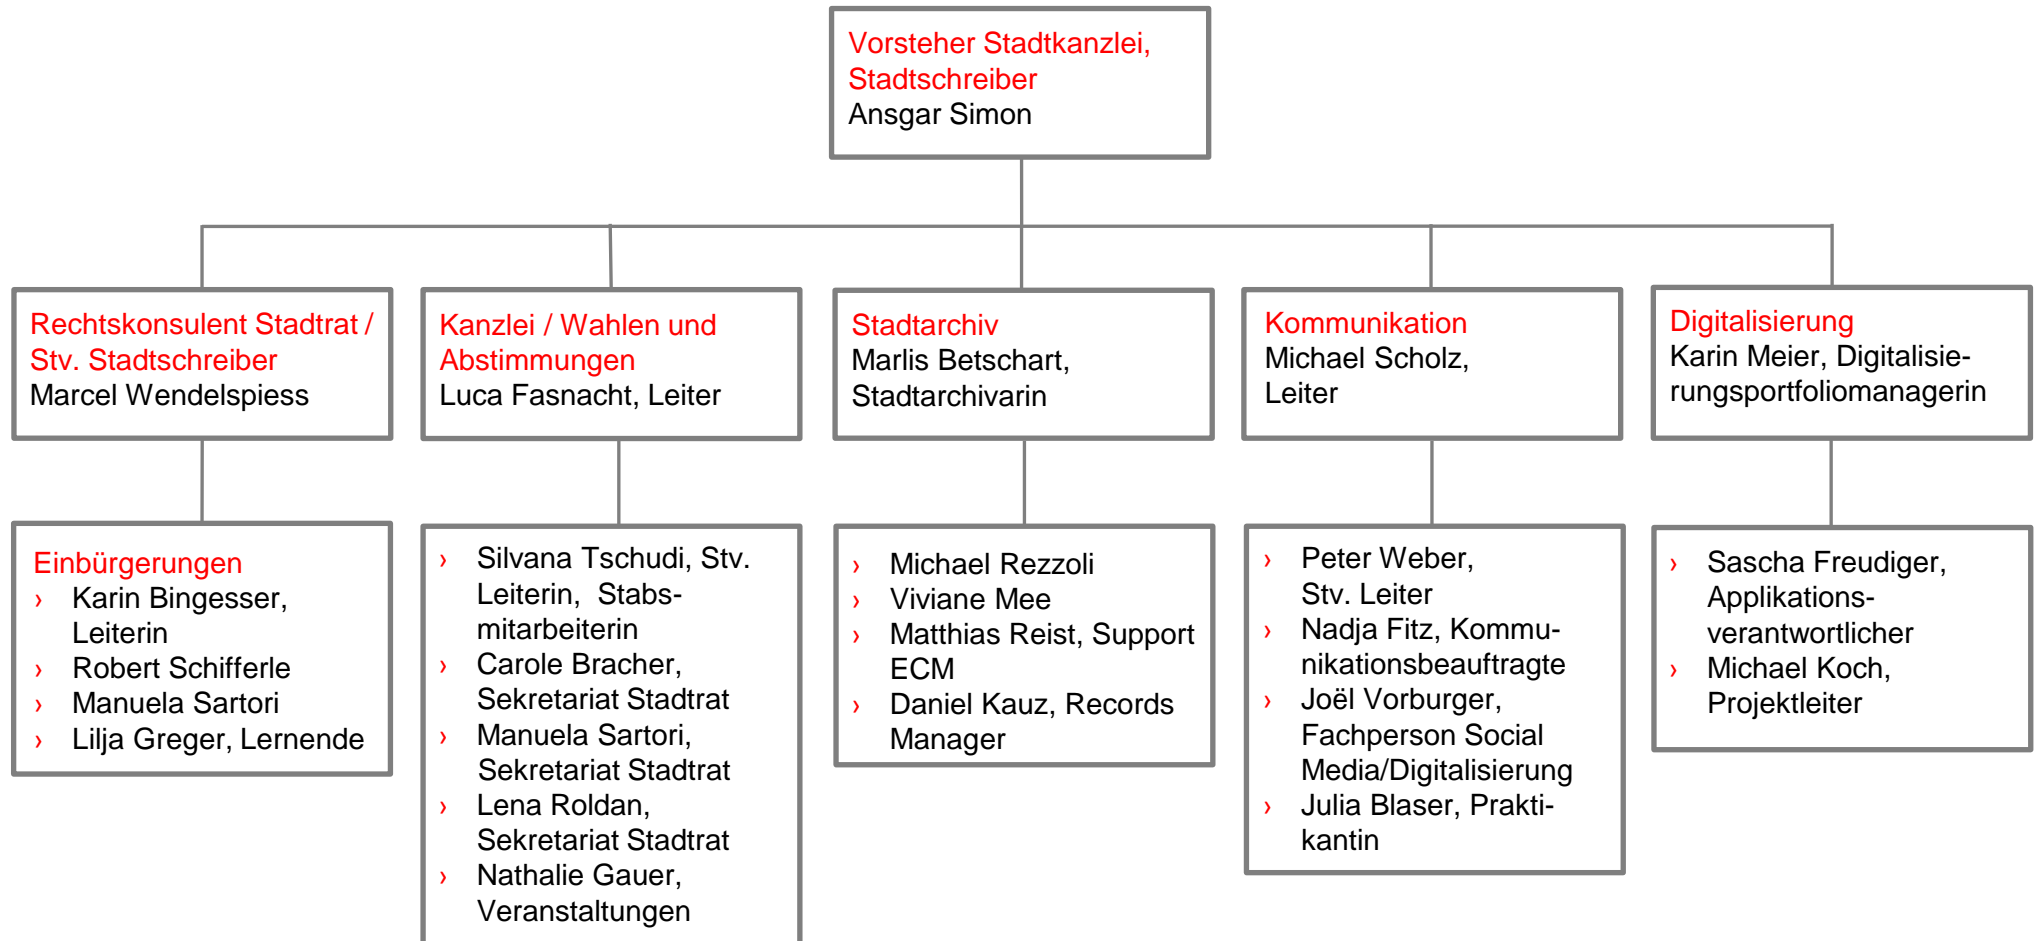 Vorsteher Stadtkanzlei,
Stadtschreiber
Ansgar Simon
Rechtskonsulent Stadtrat /
Stv. Stadtschreiber
Marcel Wendelspiess
Kanzlei / Wahlen und
Abstimmungen
Luca Fasnacht, Leiter
Stadtarchiv
Marlis Betschart,
Stadtarchivarin
Kommunikation
Michael Scholz,
Leiter
Digitalisierung
Karin Meier, Digitalisie-
rungsportfoliomanagerin
Einbürgerungen
› Karin Bingesser,
Leiterin
› Robert Schifferle
› Manuela Sartori
› Lilja Greger, Lernende
› Silvana Tschudi, Stv.
Leiterin, Stabs-
mitarbeiterin
› Carole Bracher,
Sekretariat Stadtrat
› Manuela Sartori,
Sekretariat Stadtrat
› Lena Roldan,
Sekretariat Stadtrat
› Nathalie Gauer,
Veranstaltungen
› Michael Rezzoli
› Viviane Mee
› Matthias Reist, Support
ECM
› Daniel Kauz, Records
Manager
› Peter Weber,
Stv. Leiter
› Nadja Fitz, Kommu-
nikationsbeauftragte
› Joël Vorburger,
Fachperson Social
Media/Digitalisierung
› Julia Blaser, Prakti-
kantin
› Sascha Freudiger,
Applikations-
verantwortlicher
› Michael Koch,
Projektleiter